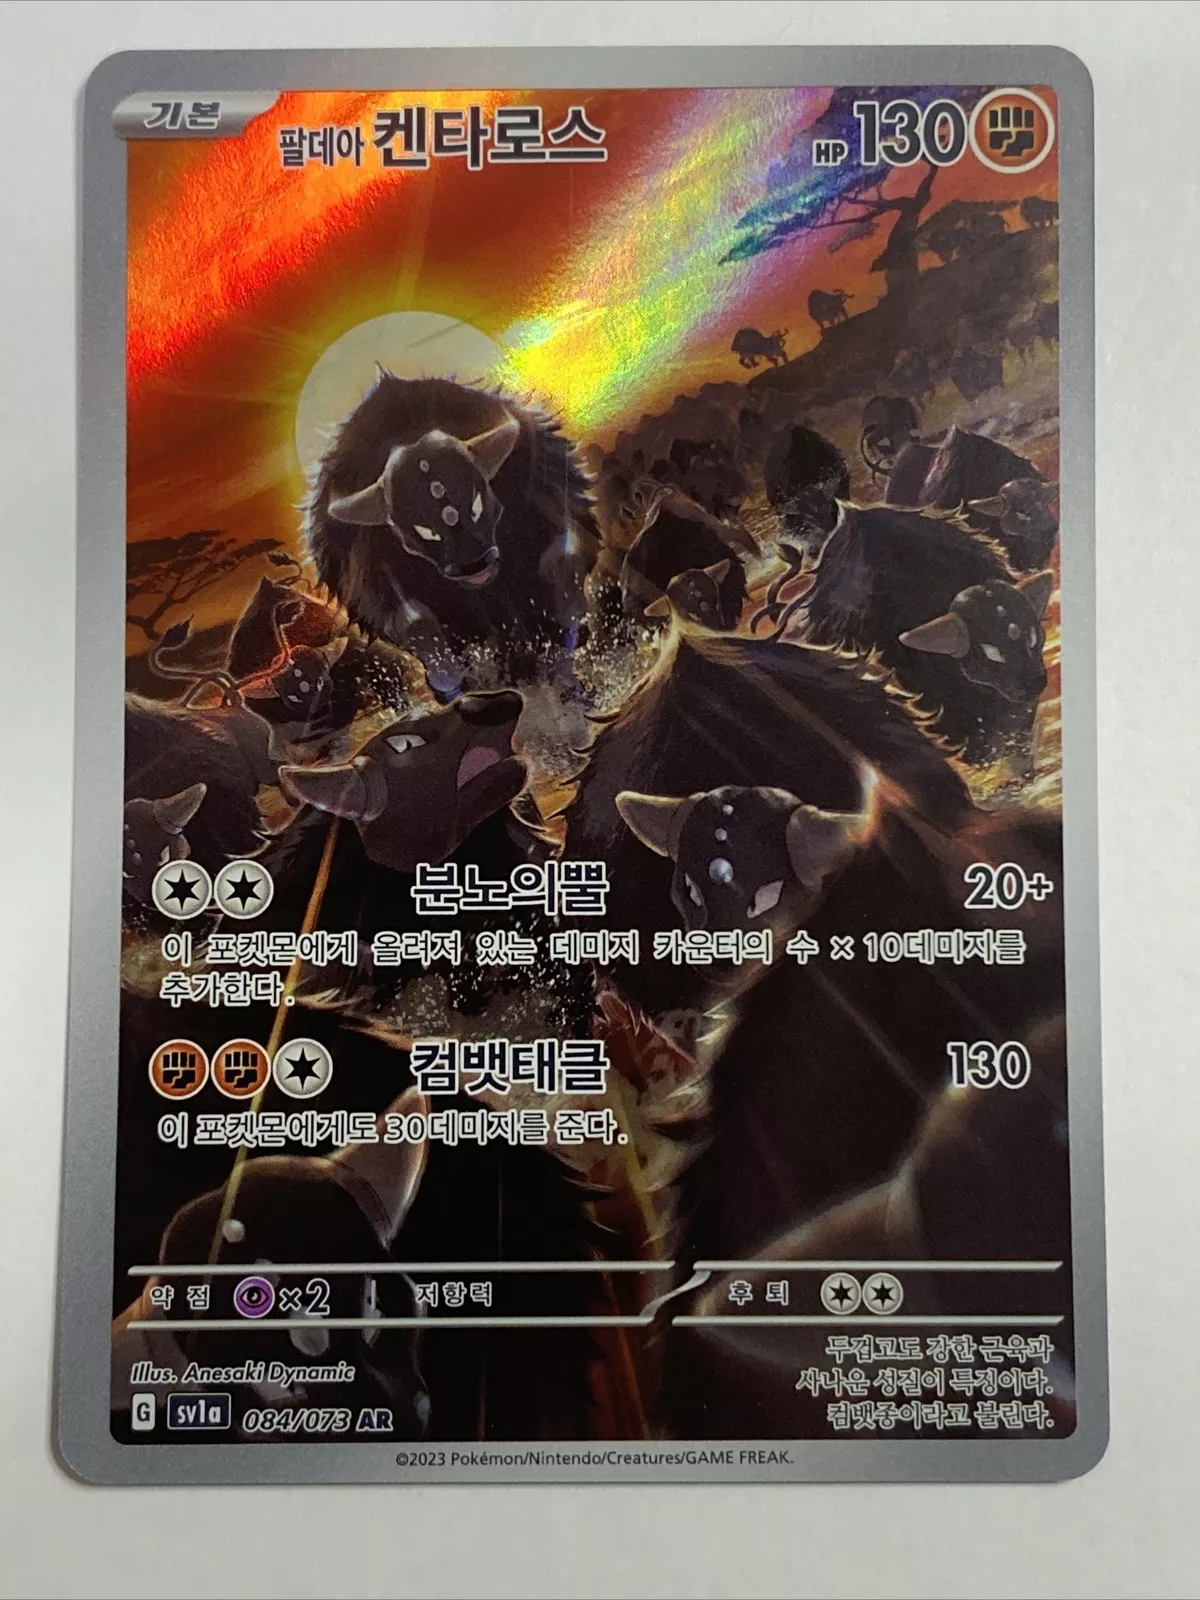 기본
팔데아 켄타로스
HP 130
분노의뿔 20+
이 포켓몬에게 올려져 있는 데미지 카운터의 수 × 10데미지를
추가한다.
컴뱃태클 130
이 포켓몬에게도 30데미지를 준다.
약점 ×2 저항력 후퇴
두껍고도 강한 근육과
사나운 성질이 특징이다.
컴뱃종이라고 불린다.
Illus. Anesaki Dynamic
G sv1a 084/073 AR
©2023 Pokémon/Nintendo/Creatures/GAME FREAK.